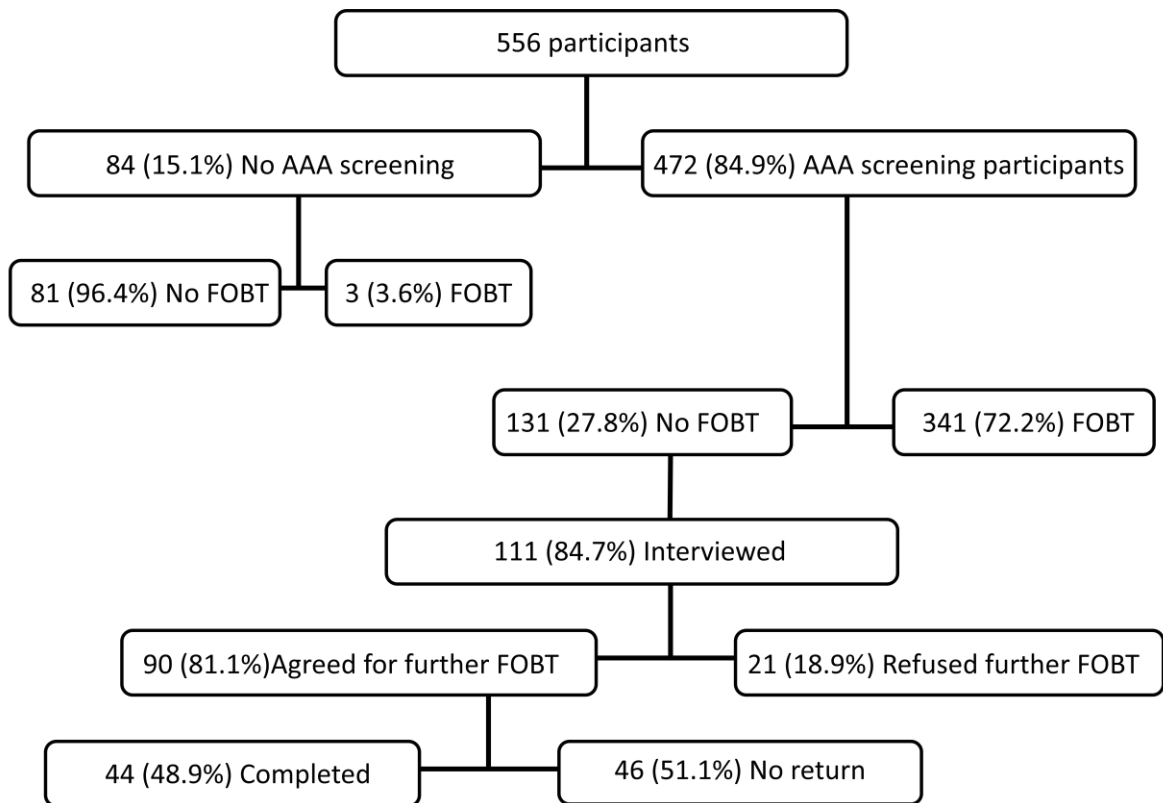 556 participants
84 (15.1%) No AAA screening
472 (84.9%) AAA screening participants
81 (96.4%) No FOBT
3 (3.6%) FOBT
131 (27.8%) No FOBT
341 (72.2%) FOBT
111 (84.7%) Interviewed
90 (81.1%)Agreed for further FOBT
21 (18.9%) Refused further FOBT
44 (48.9%) Completed
46 (51.1%) No return